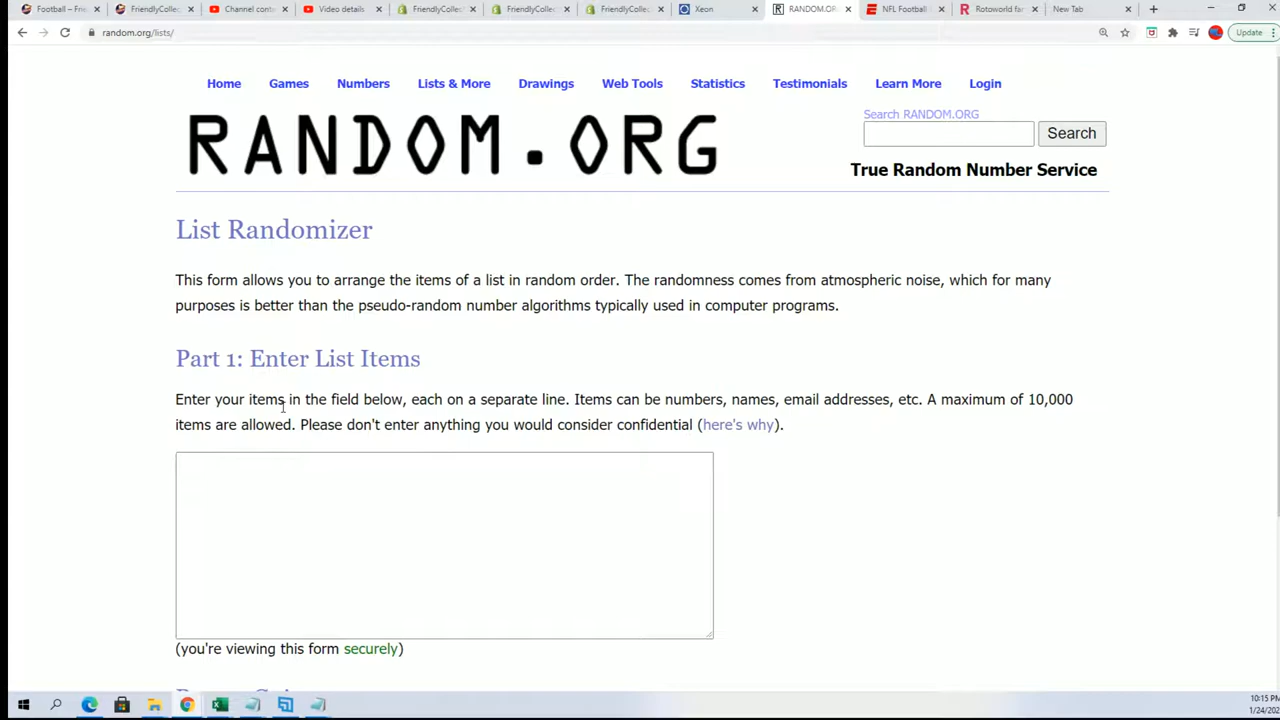 Football – Frie
FriendlyCollec
Channel conte
Video details
FriendlyCollec
FriendlyCollec
FriendlyCollec
Xeon
RANDOM.OR
NFL Football
Rotoworld fan
New Tab
random.org/lists/
Update
Home Games Numbers Lists & More Drawings Web Tools Statistics Testimonials Learn More Login
RANDOM.ORG
Search RANDOM.ORG
Search
True Random Number Service
List Randomizer
This form allows you to arrange the items of a list in random order. The randomness comes from atmospheric noise, which for many
purposes is better than the pseudo-random number algorithms typically used in computer programs.
Part 1: Enter List Items
Enter your items in the field below, each on a separate line. Items can be numbers, names, email addresses, etc. A maximum of 10,000
items are allowed. Please don't enter anything you would consider confidential (here's why).
(you're viewing this form securely)
10:15 PM
1/24/202